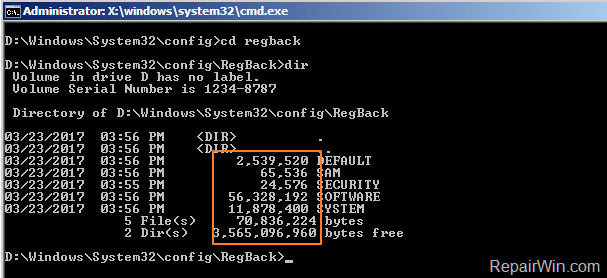 Administrator: X:\windows\system32\cmd.exe
D:\Windows\System32\config>cd regback
D:\Windows\System32\config\RegBack>dir
Volume in drive D has no label.
Volume Serial Number is 1234-8787
Directory of D:\Windows\System32\config\RegBack
03/23/2017 03:56 PM <DIR> .
03/23/2017 03:56 PM <DIR> ..
03/23/2017 03:56 PM 2,539,520 DEFAULT
03/23/2017 03:56 PM 65,536 SAM
03/23/2017 03:55 PM 24,576 SECURITY
03/23/2017 03:56 PM 56,328,192 SOFTWARE
03/23/2017 03:56 PM 11,878,400 SYSTEM
5 File(s) 70,836,224 bytes
2 Dir(s) 3,565,096,960 bytes free
D:\Windows\System32\config\RegBack>_
RepairWin.com